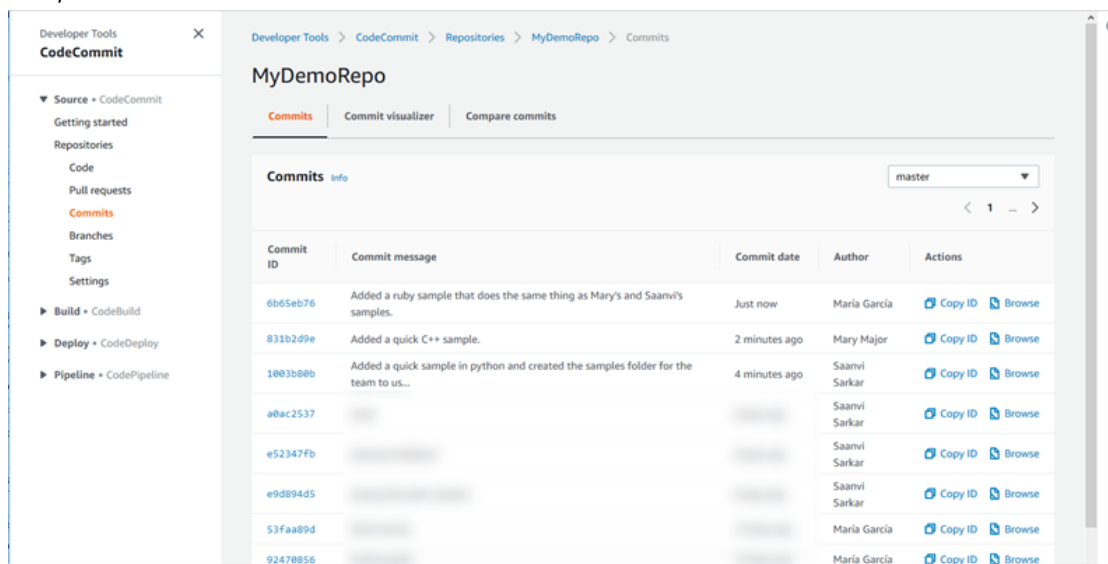 Developer Tools
CodeCommit
Source • CodeCommit
Getting started
Repositories
Code
Pull requests
Commits
Branches
Tags
Settings
Build • CodeBuild
Deploy • CodeDeploy
Pipeline • CodePipeline
Developer Tools > CodeCommit > Repositories > MyDemoRepo > Commits
MyDemoRepo
Commits Commit visualizer Compare commits
Commits Info
master
< 1 ... >
Commit ID Commit message Commit date Author Actions
6b65eb76 Added a ruby sample that does the same thing as Mary's and Saanvi's samples. Just now María García Copy ID Browse
831b2d9e Added a quick C++ sample. 2 minutes ago Mary Major Copy ID Browse
1003b80b Added a quick sample in python and created the samples folder for the team to us... 4 minutes ago Saanvi Sarkar Copy ID Browse
a0ac2537 Saanvi Sarkar Copy ID Browse
e52347fb Saanvi Sarkar Copy ID Browse
e9d894d5 Saanvi Sarkar Copy ID Browse
53faa89d María García Copy ID Browse
92470856 María García Copy ID Browse